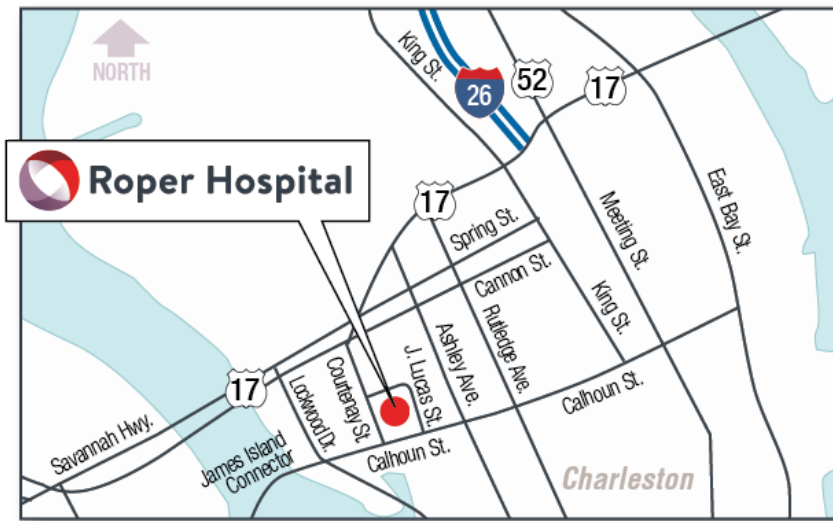 NORTH
King St.
26
52
17
Roper Hospital
17
Spring St.
Cannon St.
Meeting St.
East Bay St.
King St.
17
Lockwood Dr.
Courtenay St.
J. Lucas St.
Ashley Ave.
Rutledge Ave.
Calhoun St.
Savannah Hwy.
James Island
Connector
Calhoun St.
Charleston